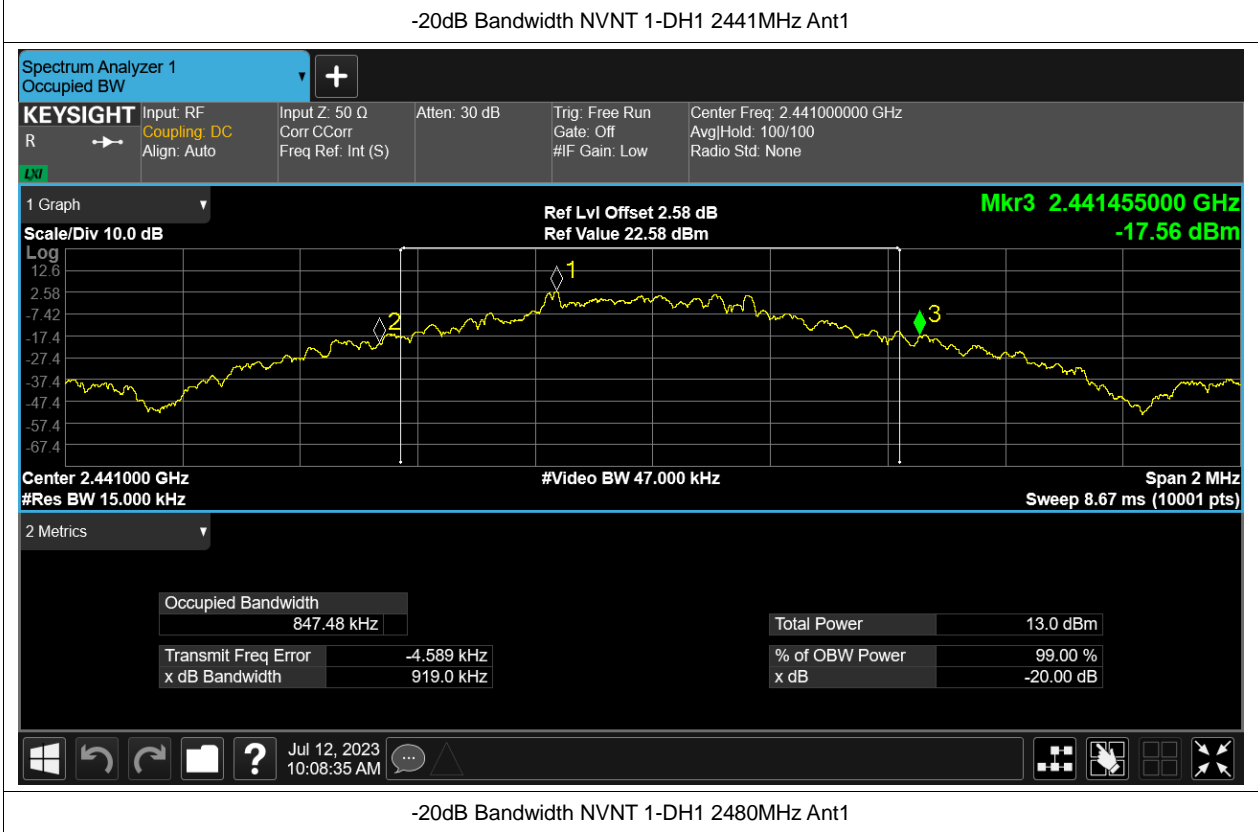 -20dB Bandwidth NVNT 1-DH1 2441MHz Ant1
Spectrum Analyzer 1
Occupied BW
KEYSIGHT
R
LXI
Input: RF
Coupling: DC
Align: Auto
Input Z: 50 Ω
Corr CCorr
Freq Ref: Int (S)
Atten: 30 dB
Trig: Free Run
Gate: Off
#IF Gain: Low
Center Freq: 2.441000000 GHz
Avg|Hold: 100/100
Radio Std: None
1 Graph
Scale/Div 10.0 dB
Ref Lvl Offset 2.58 dB
Ref Value 22.58 dBm
Mkr3 2.441455000 GHz
-17.56 dBm
Log
12.6
2.58
-7.42
-17.4
-27.4
-37.4
-47.4
-57.4
-67.4
1
2
3
Center 2.441000 GHz
#Res BW 15.000 kHz
#Video BW 47.000 kHz
Span 2 MHz
Sweep 8.67 ms (10001 pts)
2 Metrics
Occupied Bandwidth
847.48 kHz
Total Power 13.0 dBm
Transmit Freq Error -4.589 kHz
% of OBW Power 99.00 %
x dB Bandwidth 919.0 kHz
x dB -20.00 dB
Jul 12, 2023
10:08:35 AM
-20dB Bandwidth NVNT 1-DH1 2480MHz Ant1